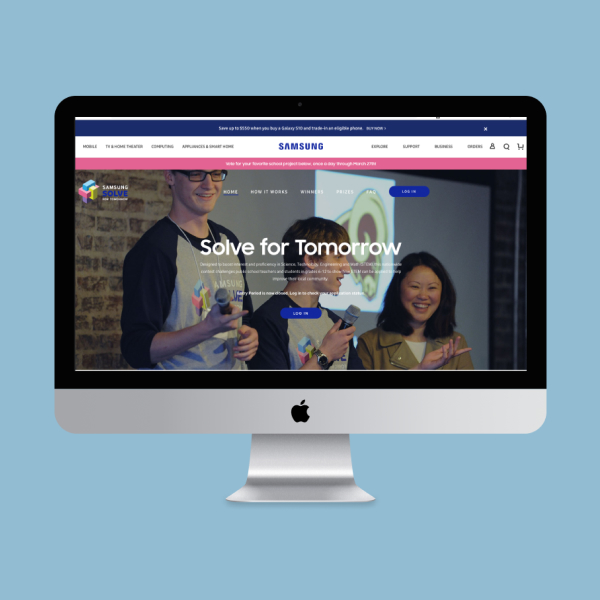 Save up to $550 when you buy a Galaxy S10 and trade-in an eligible phone BUY NOW
MOBILE TV & HOME THEATER COMPUTING APPLIANCES & SMART HOME SAMSUNG EXPLORE SUPPORT BUSINESS ORDERS
Vote for your favorite school project below, once a day through March 27th!
SAMSUNG
SOLVE
FOR TOMORROW
HOME HOW IT WORKS WINNERS PRIZES FAQ LOG IN
Solve for Tomorrow
Designed to boost interest and proficiency in Science, Technology, Engineering and Math
contest challenges public school teachers and students in grades 6-12 to show how STEM can be applied to help
improve their local community.
Entry Period is now closed. Log in to check your application status.
LOG IN